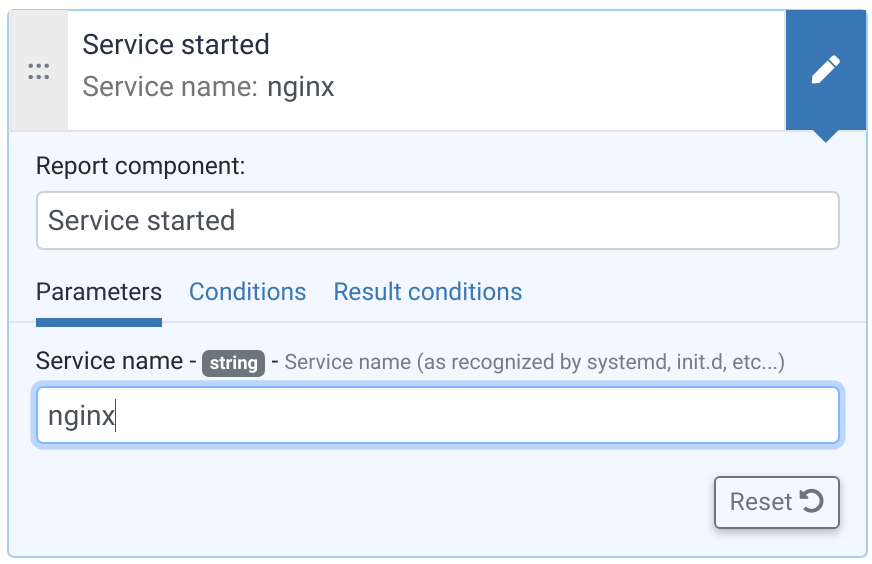 Service started
Service name: nginx
Report component:
Service started
Parameters Conditions Result conditions
Service name - string - Service name (as recognized by systemd, init.d, etc...)
nginx
Reset